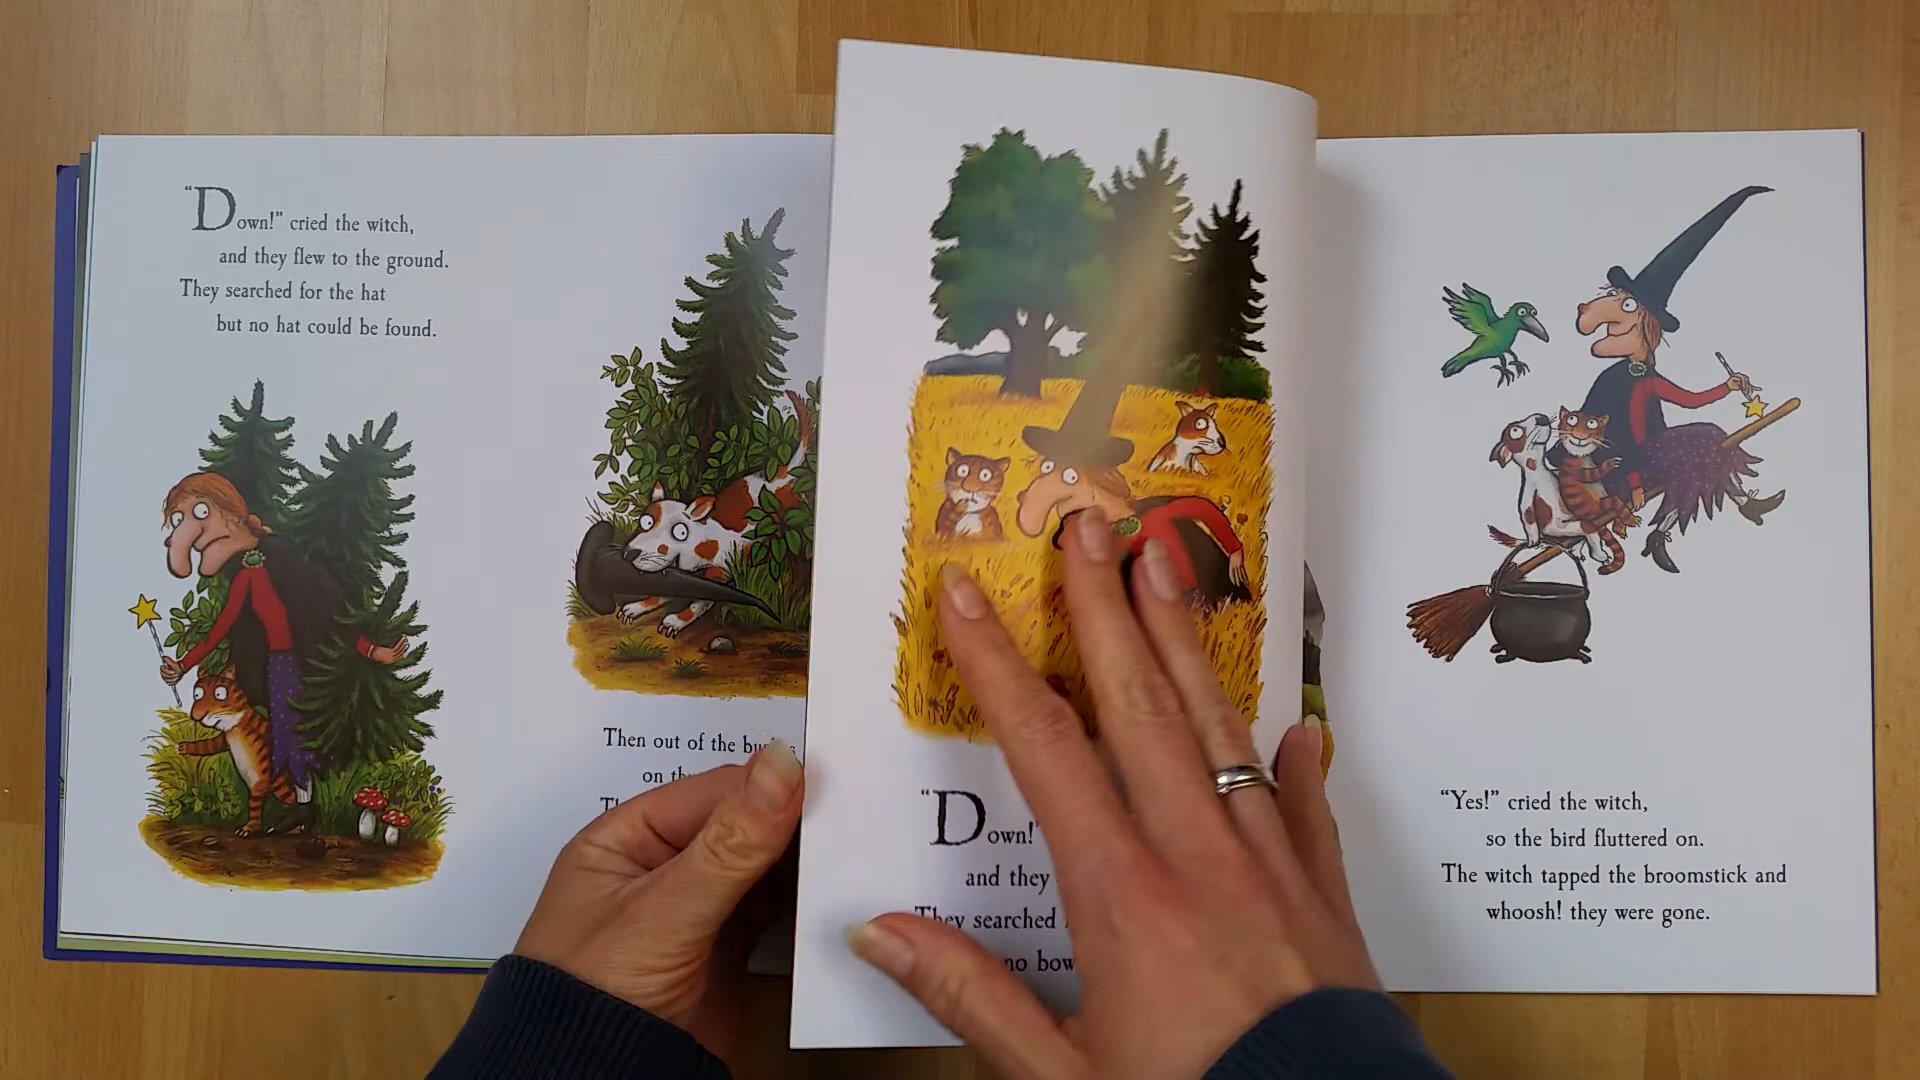 “Down!” cried the witch,
and they flew to the ground.
They searched for the hat
but no hat could be found.
Then out of the
on
“Down!”
and they
They searched
no bow
“Yes!” cried the witch,
so the bird fluttered on.
The witch tapped the broomstick and
whoosh! they were gone.